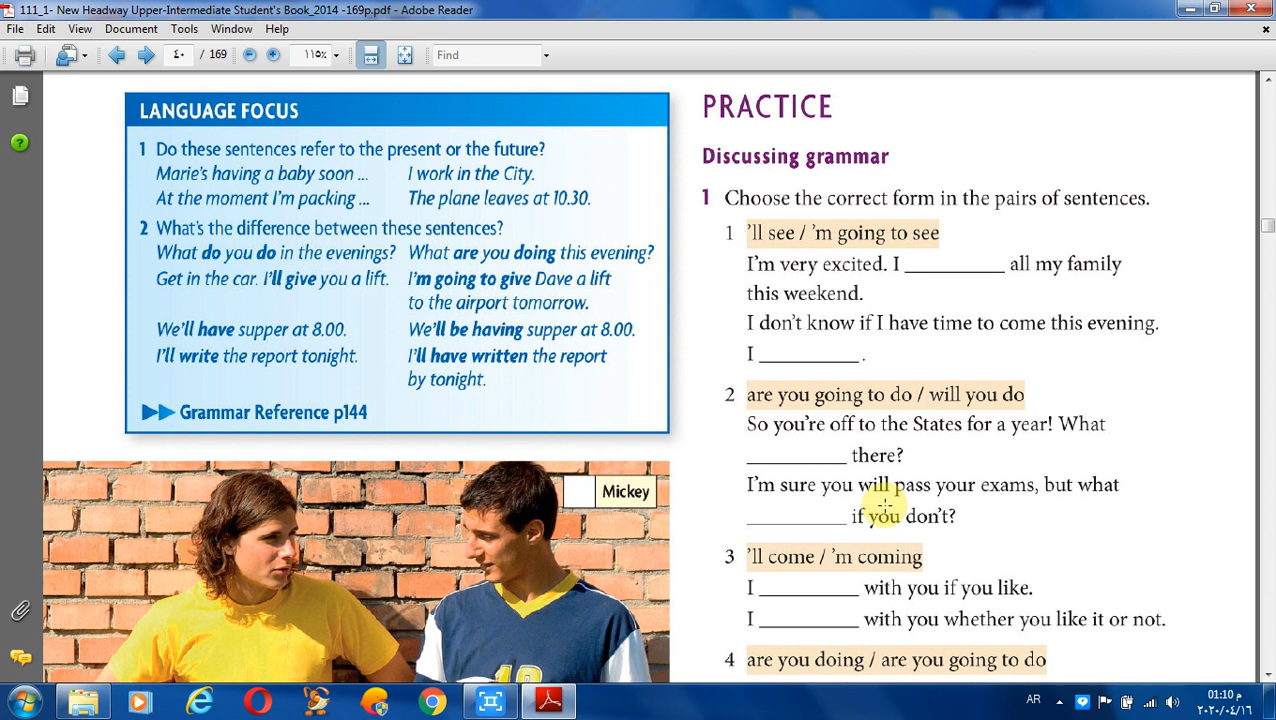 111_1- New Headway Upper-Intermediate Student's Book_2014 -169p.pdf - Adobe Reader
File Edit View Document Tools Window Help
٤٠ / 169 ١١٥% Find
LANGUAGE FOCUS
1 Do these sentences refer to the present or the future?
Marie's having a baby soon ... I work in the City.
At the moment I'm packing ... The plane leaves at 10.30.
2 What's the difference between these sentences?
What do you do in the evenings? What are you doing this evening?
Get in the car. I'll give you a lift. I'm going to give Dave a lift
to the airport tomorrow.
We'll have supper at 8.00. We'll be having supper at 8.00.
I'll write the report tonight. I'll have written the report
by tonight.
Grammar Reference p144
Mickey
PRACTICE
Discussing grammar
1 Choose the correct form in the pairs of sentences.
1 'll see / 'm going to see
I'm very excited. I __________ all my family
this weekend.
I don't know if I have time to come this evening.
I __________ .
2 are you going to do / will you do
So you're off to the States for a year! What
__________ there?
I'm sure you will pass your exams, but what
__________ if you don't?
3 'll come / 'm coming
I __________ with you if you like.
I __________ with you whether you like it or not.
4 are you doing / are you going to do
AR
01:10 م
٢٠٢٠/٠٤/١٦